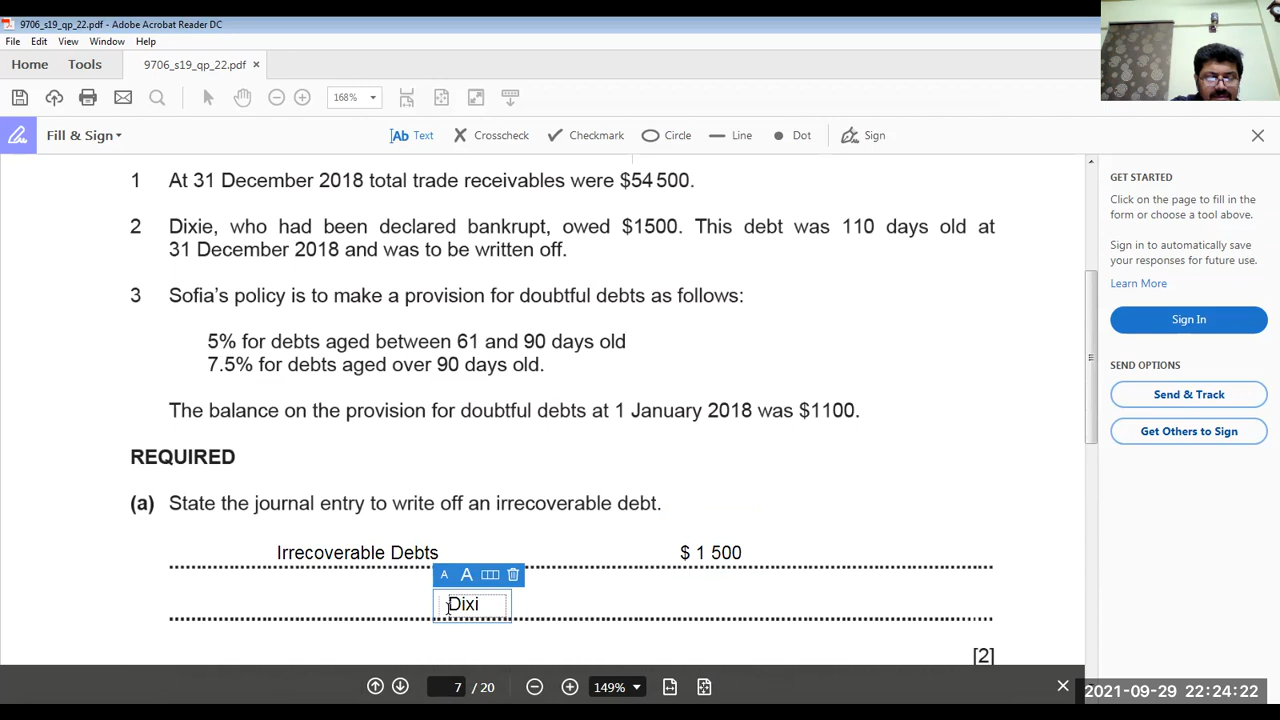 9706_s19_qp_22.pdf - Adobe Acrobat Reader DC
File Edit View Window Help
Home Tools 9706_s19_qp_22.pdf ×
168%
Fill & Sign Ab Text Crosscheck Checkmark Circle Line Dot Sign
1 At 31 December 2018 total trade receivables were $54 500.
2 Dixie, who had been declared bankrupt, owed $1500. This debt was 110 days old at
31 December 2018 and was to be written off.
3 Sofia's policy is to make a provision for doubtful debts as follows:
5% for debts aged between 61 and 90 days old
7.5% for debts aged over 90 days old.
The balance on the provision for doubtful debts at 1 January 2018 was $1100.
REQUIRED
(a) State the journal entry to write off an irrecoverable debt.
Irrecoverable Debts $ 1 500
A A
Dixi
[2]
GET STARTED
Click on the page to fill in the
form or choose a tool above.
Sign in to automatically save
your responses for future use.
Learn More
Sign In
SEND OPTIONS
Send & Track
Get Others to Sign
7 / 20 149%
2021-09-29 22:24:22